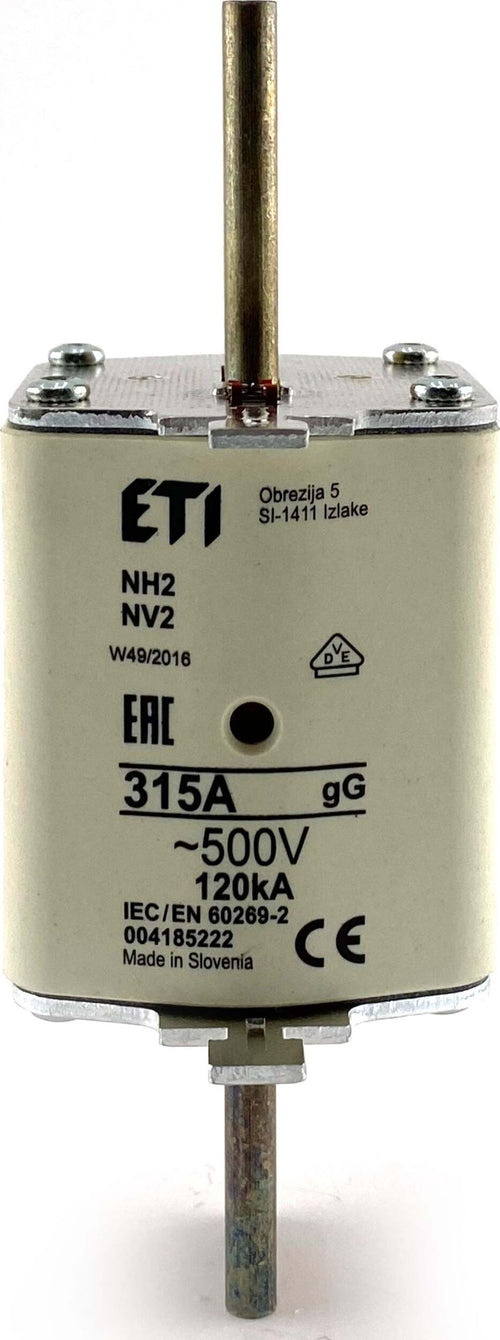 ETI
Obrezija 5
SI-1411 Izlake
NH2
NV2
W49/2016
DVE
EAC
315A gG
~500V
120kA
IEC/EN 60269-2
004185222
Made in Slovenia
CE